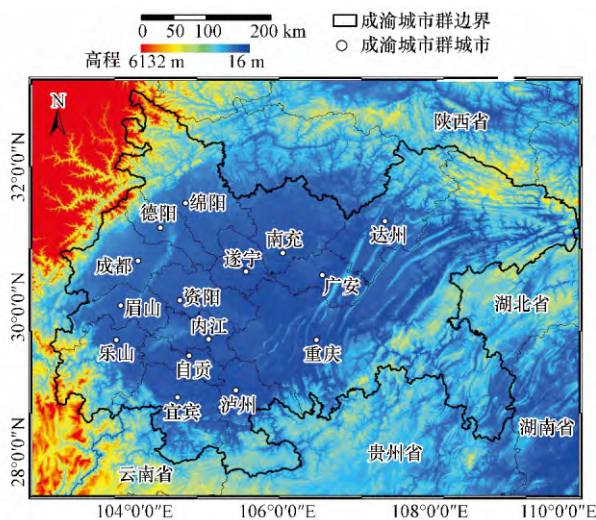 0 50 100 200 km
成渝城市群边界
成渝城市群城市
高程
6132 m 16 m
N
陕西省
绵阳
德阳
达州
南充
成都
遂宁
广安
资阳
眉山
湖北省
内江
乐山
重庆
自贡
泸州
宜宾
湖南省
贵州省
云南省
32°0′0″N
30°0′0″N
28°0′0″N
104°0′0″E 106°0′0″E 108°0′0″E 110°0′0″E